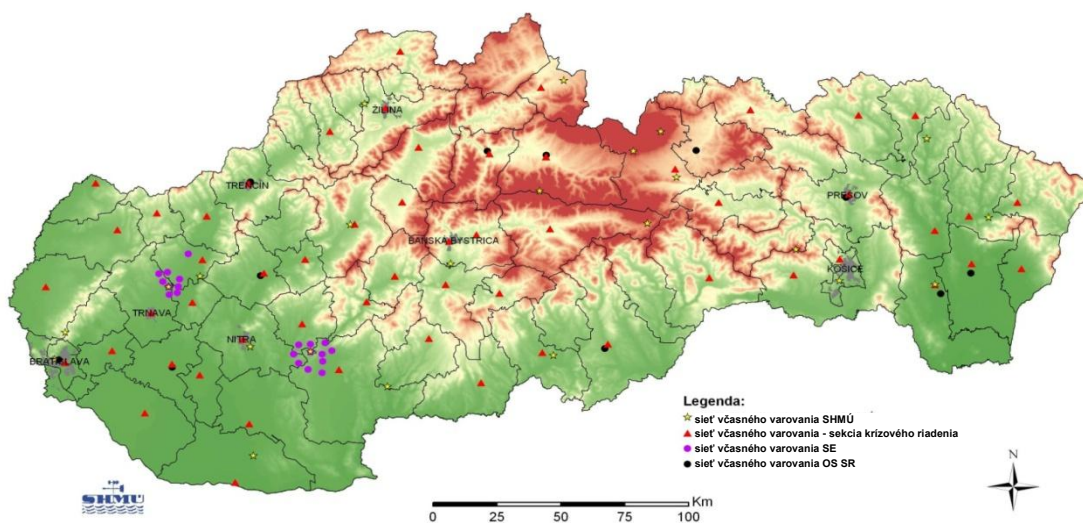 ŽILINA
TRENČÍN
PREŠOV
BANSKÁ BYSTRICA
KOŠICE
TRNAVA
NITRA
BRATISLAVA
Legenda:
sieť včasného varovania SHMÚ
sieť včasného varovania - sekcia krízového riadenia
sieť včasného varovania SE
sieť včasného varovania OS SR
SHMÚ
Km
0 25 50 100
N